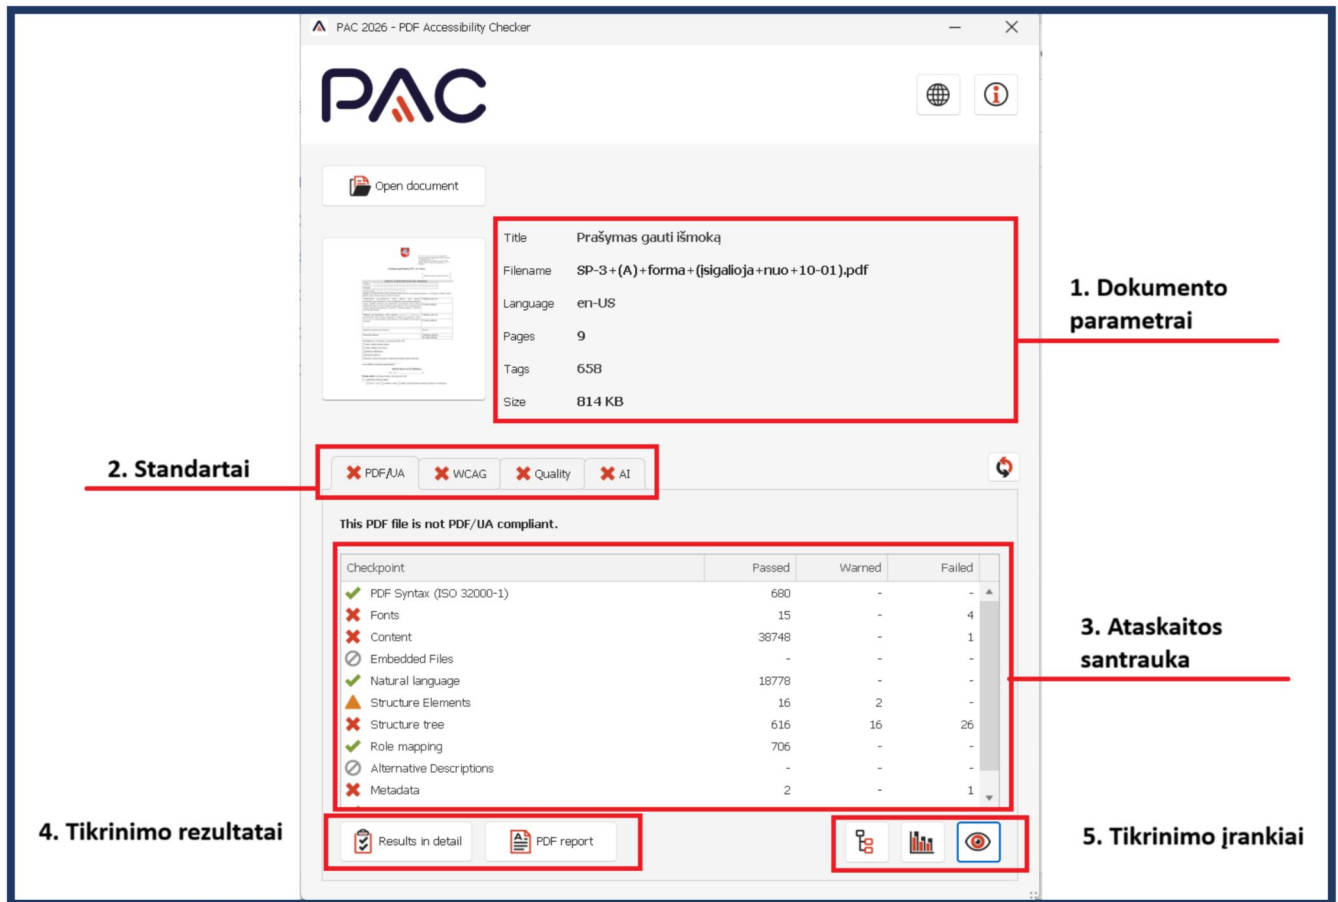 PAC 2026 - PDF Accessibility Checker
PAC
Open document
Title Prašymas gauti išmoką
Filename SP-3+(A)+forma+(įsigalioja+nuo+10-01).pdf
Language en-US
Pages 9
Tags 658
Size 814 KB
1. Dokumento
parametrai
2. Standartai
PDF/UA WCAG Quality AI
This PDF file is not PDF/UA compliant.
Checkpoint Passed Warned Failed
PDF Syntax (ISO 32000-1) 680 - -
Fonts 15 - 4
Content 38748 - 1
Embedded Files - - -
Natural language 18778 - -
Structure Elements 16 2 -
Structure tree 616 16 26
Role mapping 706 - -
Alternative Descriptions - - -
Metadata 2 - 1
3. Ataskaitos
santrauka
4. Tikrinimo rezultatai
Results in detail PDF report
5. Tikrinimo įrankiai